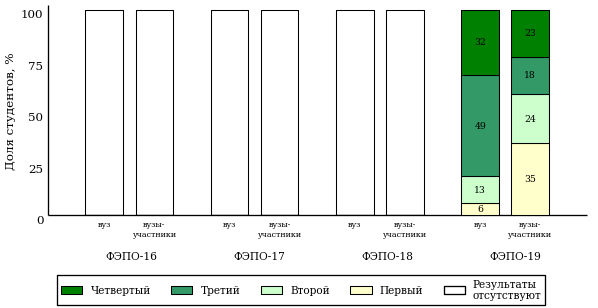 100
75
50
25
0
Доля студентов, %
32
49
13
6
23
18
24
35
вуз вузы-участники вуз вузы-участники вуз вузы-участники вуз вузы-участники
ФЭПО-16 ФЭПО-17 ФЭПО-18 ФЭПО-19
Четвертый Третий Второй Первый Результаты
отсутствуют